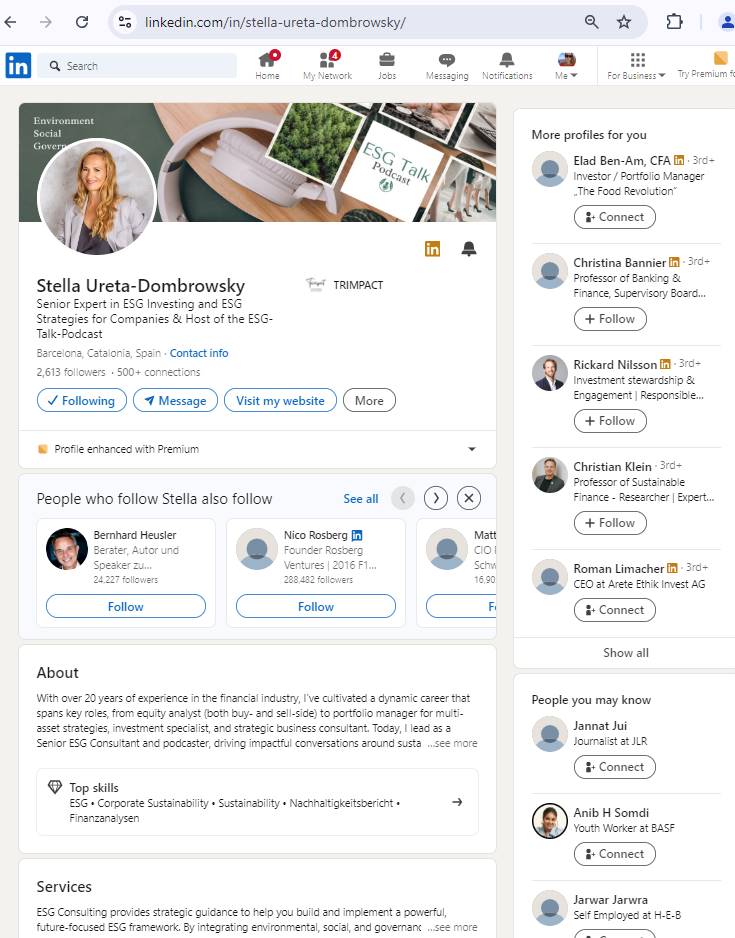 linkedin.com/in/stella-ureta-dombrowsky/
in
Search
Home
4
My Network
Jobs
Messaging
Notifications
Me
For Business
Try Premium fo
Environment
Social
Govern
ESG Talk
Podcast
in
Stella Ureta-Dombrowsky
TRIMPACT
Senior Expert in ESG Investing and ESG
Strategies for Companies & Host of the ESG-
Talk-Podcast
Barcelona, Catalonia, Spain · Contact info
2,613 followers · 500+ connections
Following
Message
Visit my website
More
Profile enhanced with Premium
People who follow Stella also follow
See all
Bernhard Heusler
Berater, Autor und
Speaker zu...
24,227 followers
Follow
Nico Rosberg in
Founder Rosberg
Ventures | 2016 F1...
288,482 followers
Follow
Matt
CIO
Schw
16,90
Fo
About
With over 20 years of experience in the financial industry, I've cultivated a dynamic career that
spans key roles, from equity analyst (both buy- and sell-side) to portfolio manager for multi-
asset strategies, investment specialist, and strategic business consultant. Today, I lead as a
Senior ESG Consultant and podcaster, driving impactful conversations around susta ...see more
Top skills
ESG • Corporate Sustainability • Sustainability • Nachhaltigkeitsbericht •
Finanzanalysen
Services
ESG Consulting provides strategic guidance to help you build and implement a powerful,
future-focused ESG framework. By integrating environmental, social, and governanc ...see more
More profiles for you
Elad Ben-Am, CFA in · 3rd+
Investor / Portfolio Manager
„The Food Revolution“
Connect
Christina Bannier in · 3rd+
Professor of Banking &
Finance, Supervisory Board...
+ Follow
Rickard Nilsson in · 3rd+
Investment stewardship &
Engagement | Responsible...
+ Follow
Christian Klein · 3rd+
Professor of Sustainable
Finance - Researcher | Expert...
+ Follow
Roman Limacher in · 3rd+
CEO at Arete Ethik Invest AG
Connect
Show all
People you may know
Jannat Jui
Journalist at JLR
Connect
Anib H Somdi
Youth Worker at BASF
Connect
Jarwar Jarwra
Self Employed at H-E-B